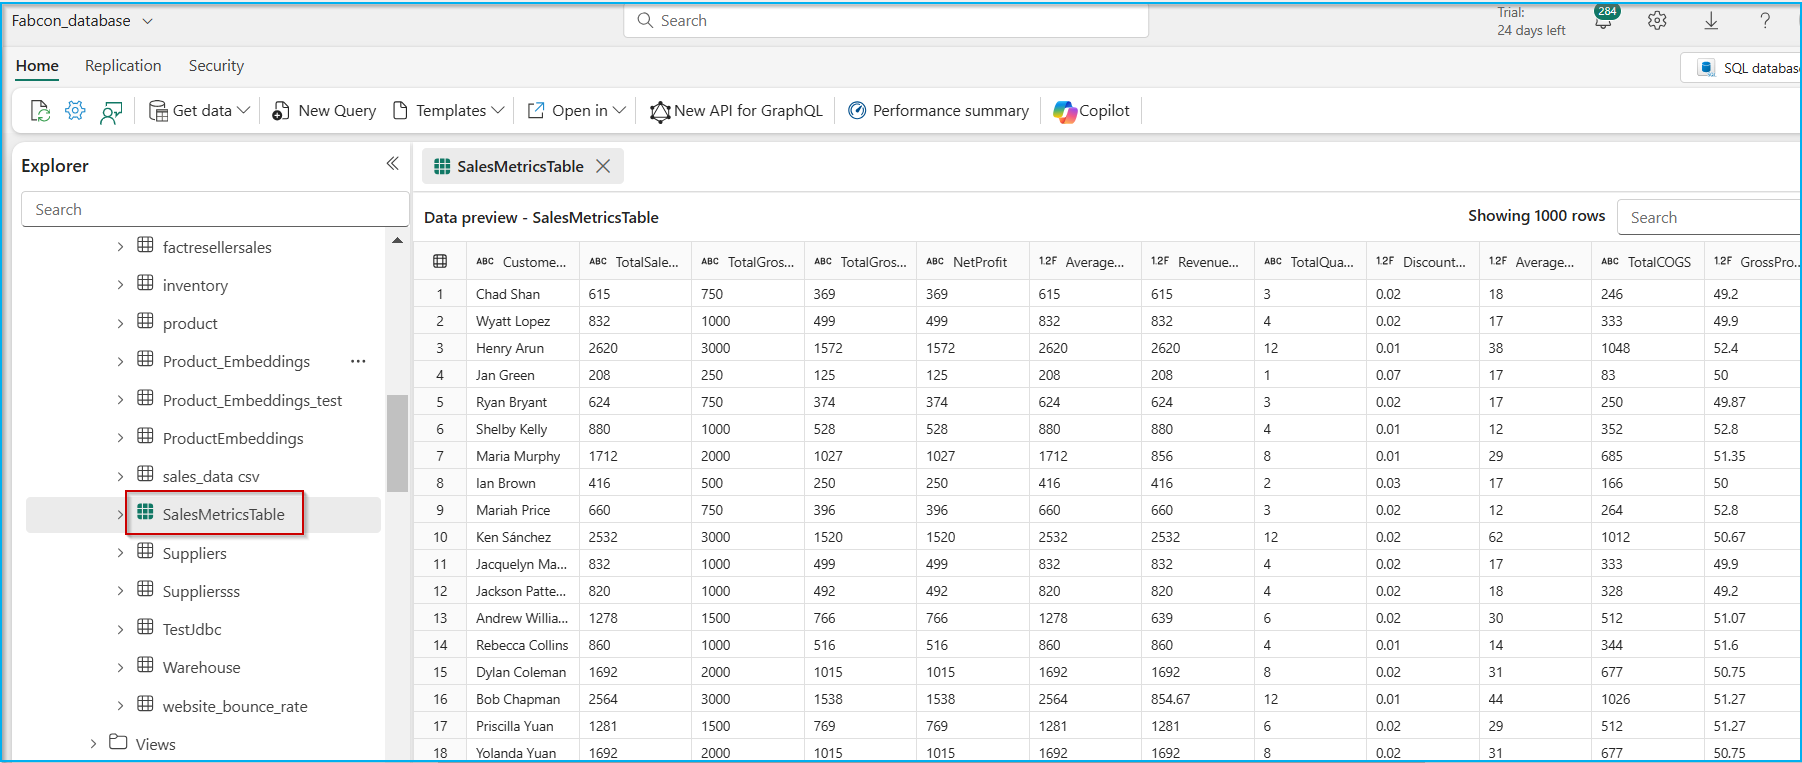 Fabcon_database
Search
Trial:
24 days left
284
Home Replication Security
SQL database
Get data New Query Templates Open in New API for GraphQL Performance summary Copilot
Explorer
Search
factresellersales
inventory
product
Product_Embeddings ...
Product_Embeddings_test
ProductEmbeddings
sales_data csv
SalesMetricsTable
Suppliers
Suppliersss
TestJdbc
Warehouse
website_bounce_rate
Views
SalesMetricsTable
Data preview - SalesMetricsTable Showing 1000 rows Search
ABC Custome... ABC TotalSale... ABC TotalGros... ABC TotalGros... ABC NetProfit 1.2F Average... 1.2F Revenue... ABC TotalQua... 1.2F Discount... 1.2F Average... ABC TotalCOGS 1.2F GrossPro...
1 Chad Shan 615 750 369 369 615 615 3 0.02 18 246 49.2
2 Wyatt Lopez 832 1000 499 499 832 832 4 0.02 17 333 49.9
3 Henry Arun 2620 3000 1572 1572 2620 2620 12 0.01 38 1048 52.4
4 Jan Green 208 250 125 125 208 208 1 0.07 17 83 50
5 Ryan Bryant 624 750 374 374 624 624 3 0.02 17 250 49.87
6 Shelby Kelly 880 1000 528 528 880 880 4 0.01 12 352 52.8
7 Maria Murphy 1712 2000 1027 1027 1712 856 8 0.01 29 685 51.35
8 Ian Brown 416 500 250 250 416 416 2 0.03 17 166 50
9 Mariah Price 660 750 396 396 660 660 3 0.02 12 264 52.8
10 Ken Sánchez 2532 3000 1520 1520 2532 2532 12 0.02 62 1012 50.67
11 Jacquelyn Ma... 832 1000 499 499 832 832 4 0.02 17 333 49.9
12 Jackson Patte... 820 1000 492 492 820 820 4 0.02 18 328 49.2
13 Andrew Willia... 1278 1500 766 766 1278 639 6 0.02 30 512 51.07
14 Rebecca Collins 860 1000 516 516 860 860 4 0.01 14 344 51.6
15 Dylan Coleman 1692 2000 1015 1015 1692 1692 8 0.02 31 677 50.75
16 Bob Chapman 2564 3000 1538 1538 2564 854.67 12 0.01 44 1026 51.27
17 Priscilla Yuan 1281 1500 769 769 1281 1281 6 0.02 29 512 51.27
18 Yolanda Yuan 1692 2000 1015 1015 1692 1692 8 0.02 31 677 50.75